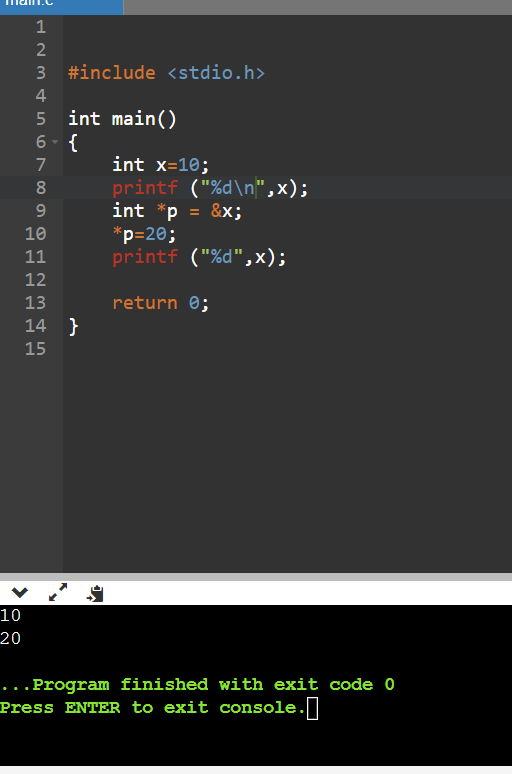 main.c
1
2
3 #include <stdio.h>
4
5 int main()
6 {
7 int x=10;
8 printf ("%d\n",x);
9 int *p = &x;
10 *p=20;
11 printf ("%d",x);
12
13 return 0;
14 }
15
10
20
...Program finished with exit code 0
Press ENTER to exit console.